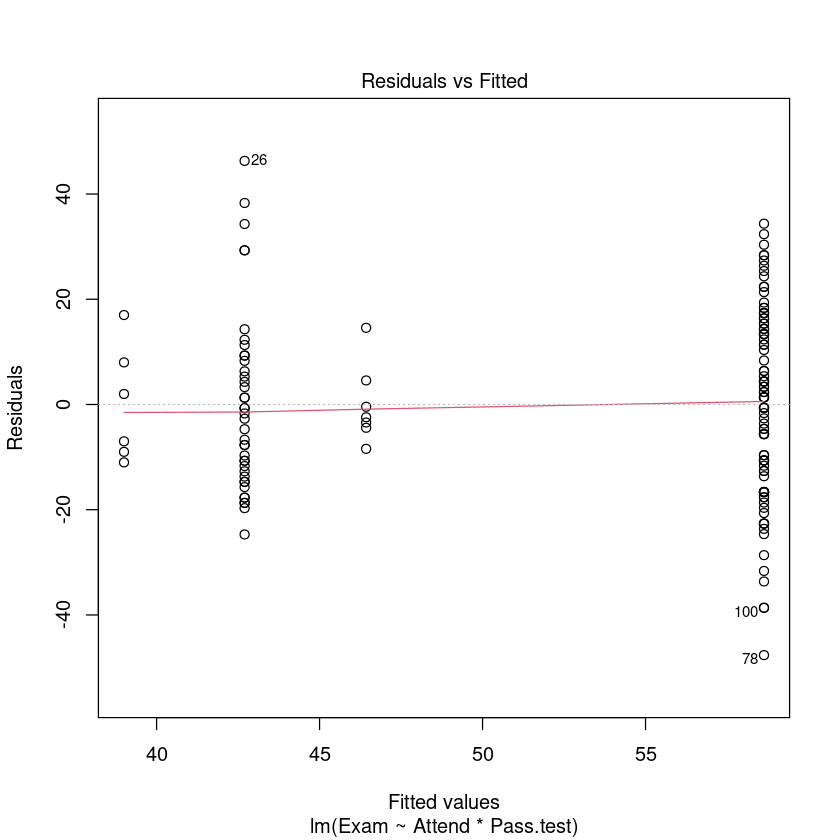 Residuals vs Fitted
26
100
78
40
20
0
-20
-40
Residuals
40 45 50 55
Fitted values
lm(Exam ~ Attend * Pass.test)